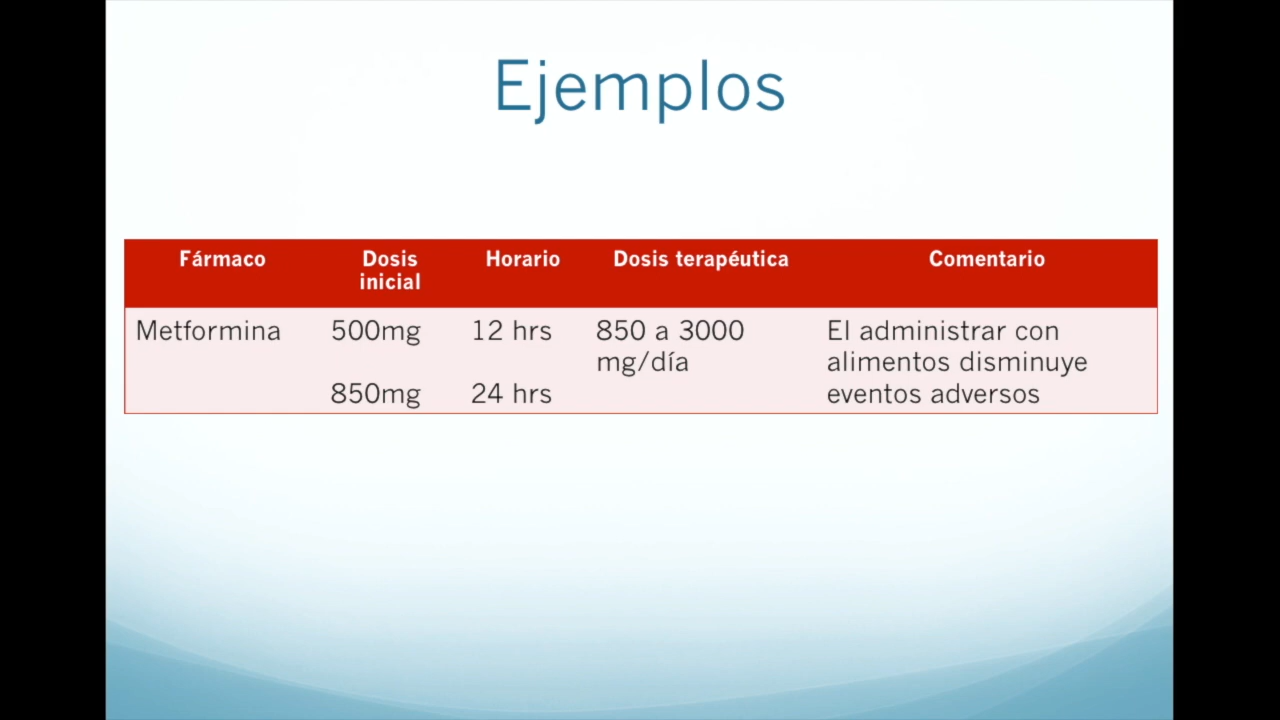 Ejemplos
Fármaco Dosis inicial Horario Dosis terapéutica Comentario
Metformina 500mg 12 hrs 850 a 3000 El administrar con
mg/día alimentos disminuye
850mg 24 hrs eventos adversos